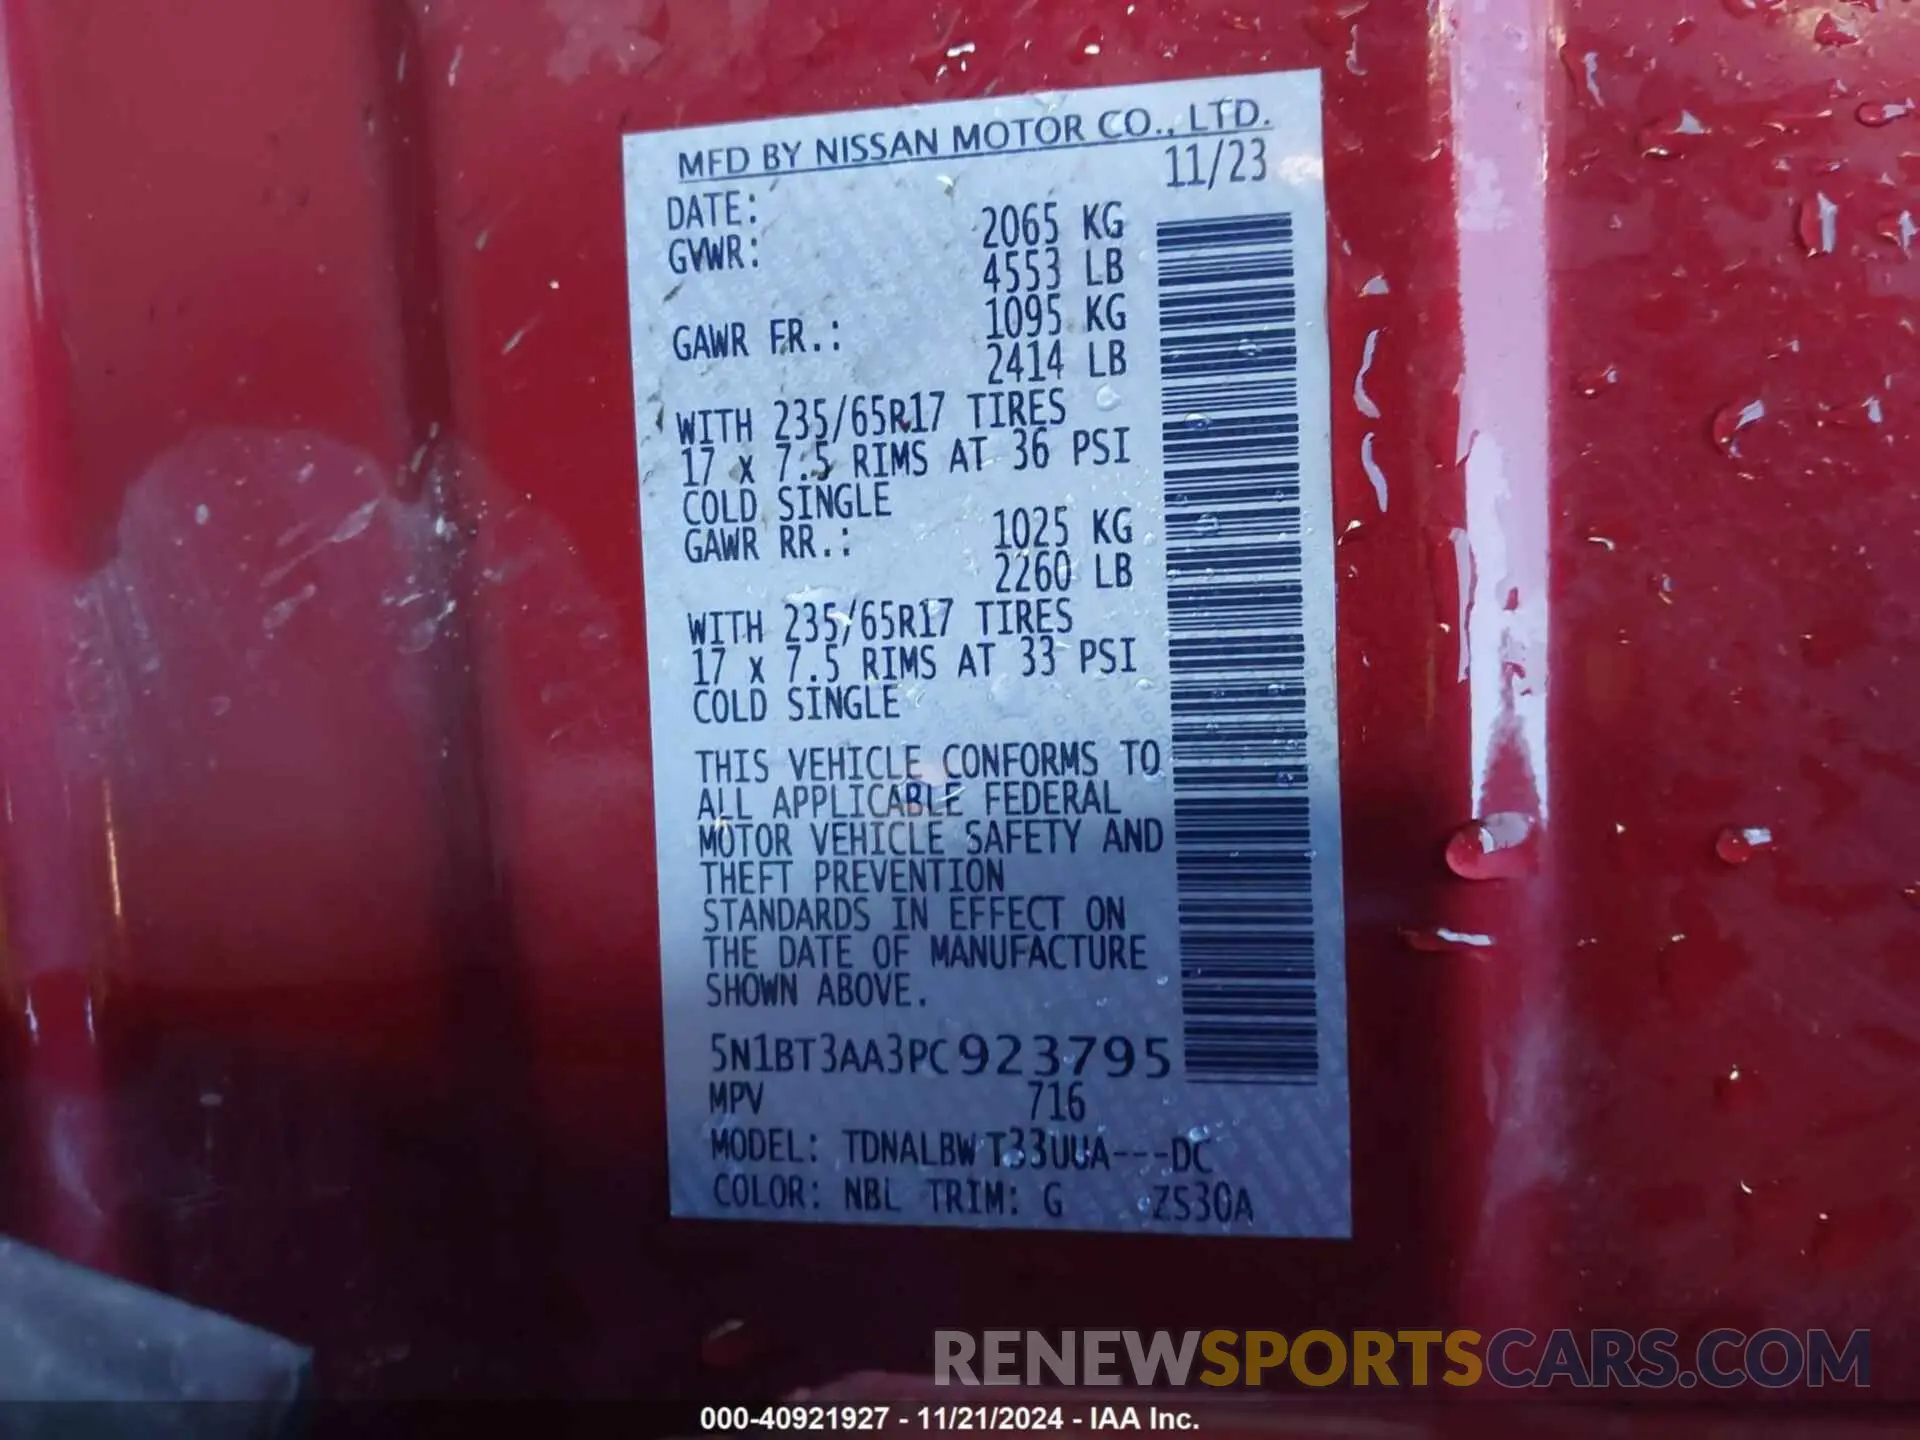 MFD BY NISSAN MOTOR CO., LTD.
DATE: 11/23
GVWR: 2065 KG
4553 LB
GAWR FR.: 1095 KG
2414 LB
WITH 235/65R17 TIRES
17 x 7.5 RIMS AT 36 PSI
COLD SINGLE
GAWR RR.: 1025 KG
2260 LB
WITH 235/65R17 TIRES
17 x 7.5 RIMS AT 33 PSI
COLD SINGLE
THIS VEHICLE CONFORMS TO
ALL APPLICABLE FEDERAL
MOTOR VEHICLE SAFETY AND
THEFT PREVENTION
STANDARDS IN EFFECT ON
THE DATE OF MANUFACTURE
SHOWN ABOVE.
5N1BT3AA3PC923795
MPV 716
MODEL: TDNALBW T33UUA---DC
COLOR: NBL TRIM: G ZS30A
RENEWSPORTSCARS.COM
000-40921927 - 11/21/2024 - IAA Inc.